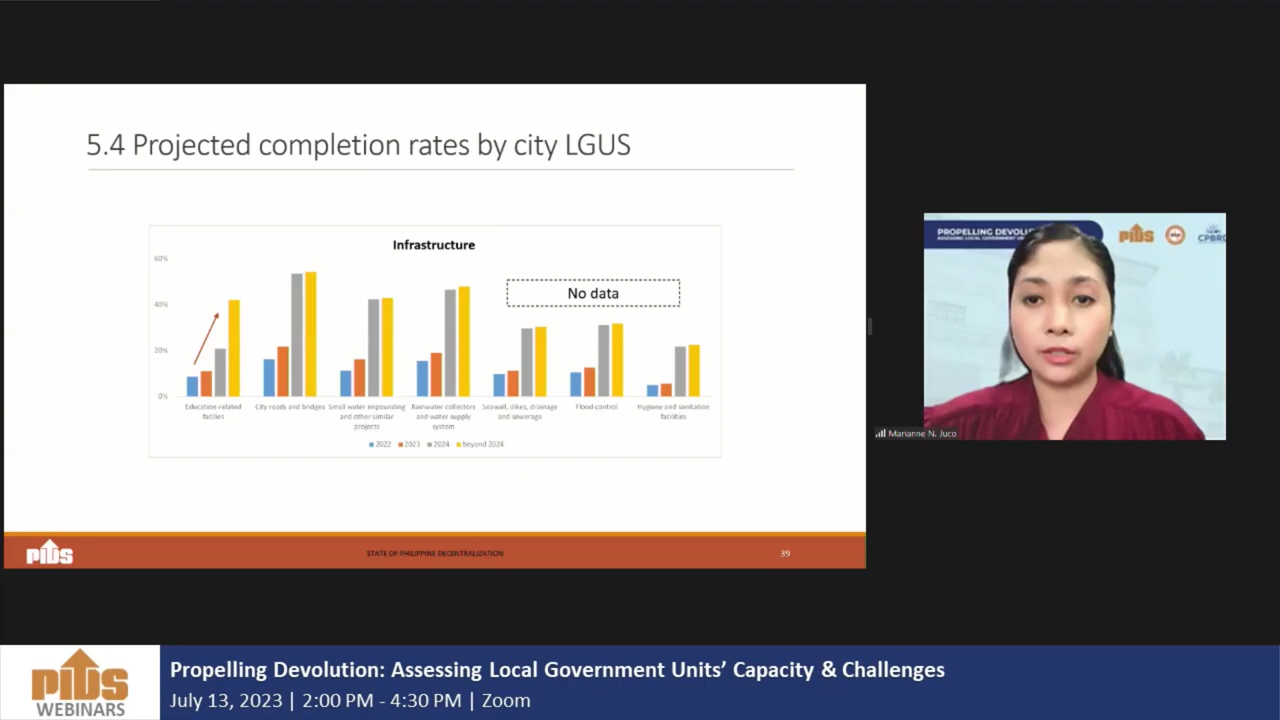 5.4 Projected completion rates by city LGUS
Infrastructure
60%
40%
20%
0%
No data
Education-related
facilies
City roads and bridges
Small water impounding
and other similar
projects
Rainwater collectors
and water supply
system
Seawall, dikes, drainage
and sewerage
Flood control
Hygiene and sanitation
facilities
2022
2023
2024
beyond 2024
PIDS
STATE OF PHILIPPINE DECENTRALIZATION
39
PROPELLING DEVOLU
PIDS
CPBRD
Marianne N. Juco
PIDS
WEBINARS
Propelling Devolution: Assessing Local Government Units’ Capacity & Challenges
July 13, 2023 | 2:00 PM - 4:30 PM | Zoom